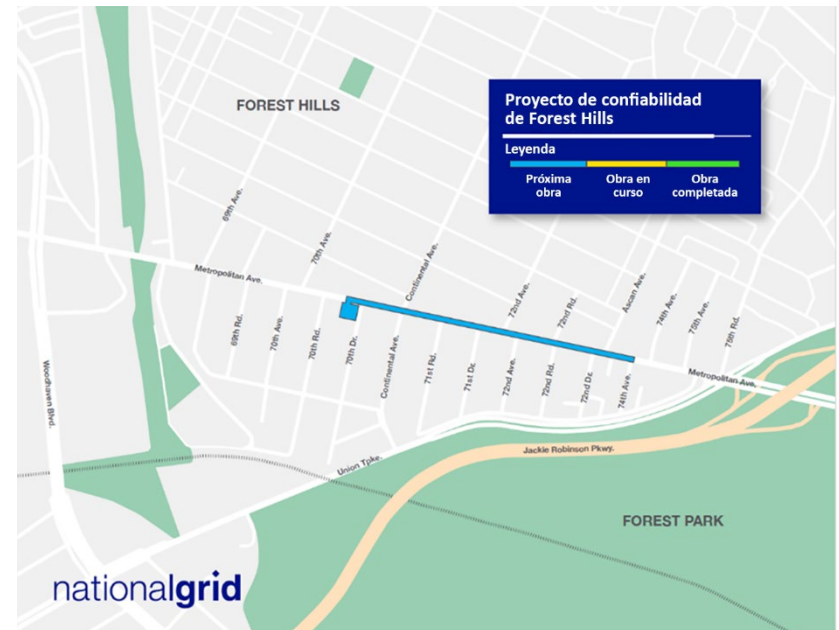 FOREST HILLS
Proyecto de confiabilidad
de Forest Hills
Leyenda
Próxima
obra
Obra en
curso
Obra
completada
69th Ave.
70th Ave.
Continental Ave.
72nd Ave.
72nd Rd.
Ascan Ave.
74th Ave.
75th Ave.
75th Rd.
Metropolitan Ave.
69th Rd.
70th Ave.
70th Rd.
70th Dr.
Continental Ave.
71st Rd.
71st Dr.
72nd Ave.
72nd Rd.
72nd Dr.
74th Ave.
Metropolitan Ave.
Woodhaven Blvd.
Union Tpke.
Jackie Robinson Pkwy.
FOREST PARK
nationalgrid